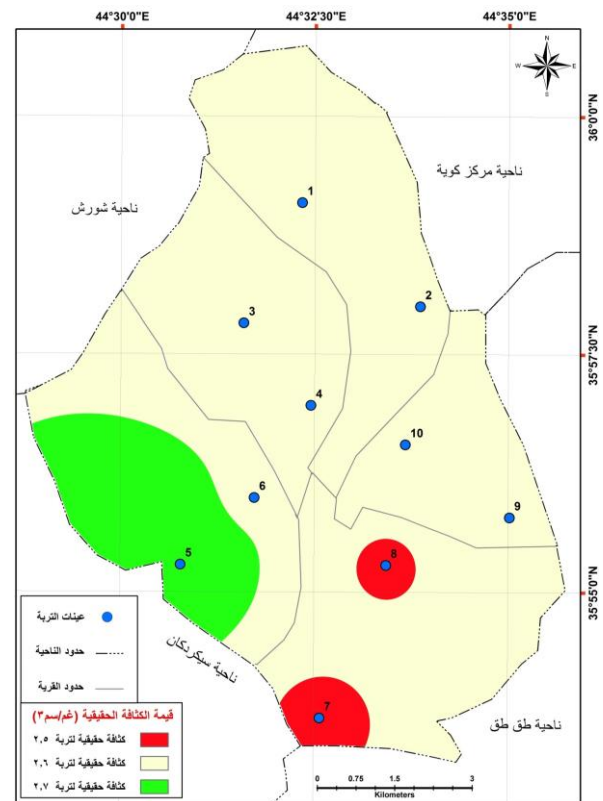 44°30'0"E
44°32'30"E
44°35'0"E
N
W E
S
36°0'0"N
ناحية مركز كوية
1
ناحية شورش
2
3
35°57'30"N
4
10
6
9
5
8
35°55'0"N
عينات التربة
حدود الناحية
حدود القرية
ناحية سيكردكان
7
ناحية طق طق
قيمة الكثافة الحقيقية (غم/سم٣)
كثافة حقيقية لتربة ٢.٥
كثافة حقيقية لتربة ٢.٦
كثافة حقيقية لتربة ٢.٧
0 0.75 1.5 3
Kilometers